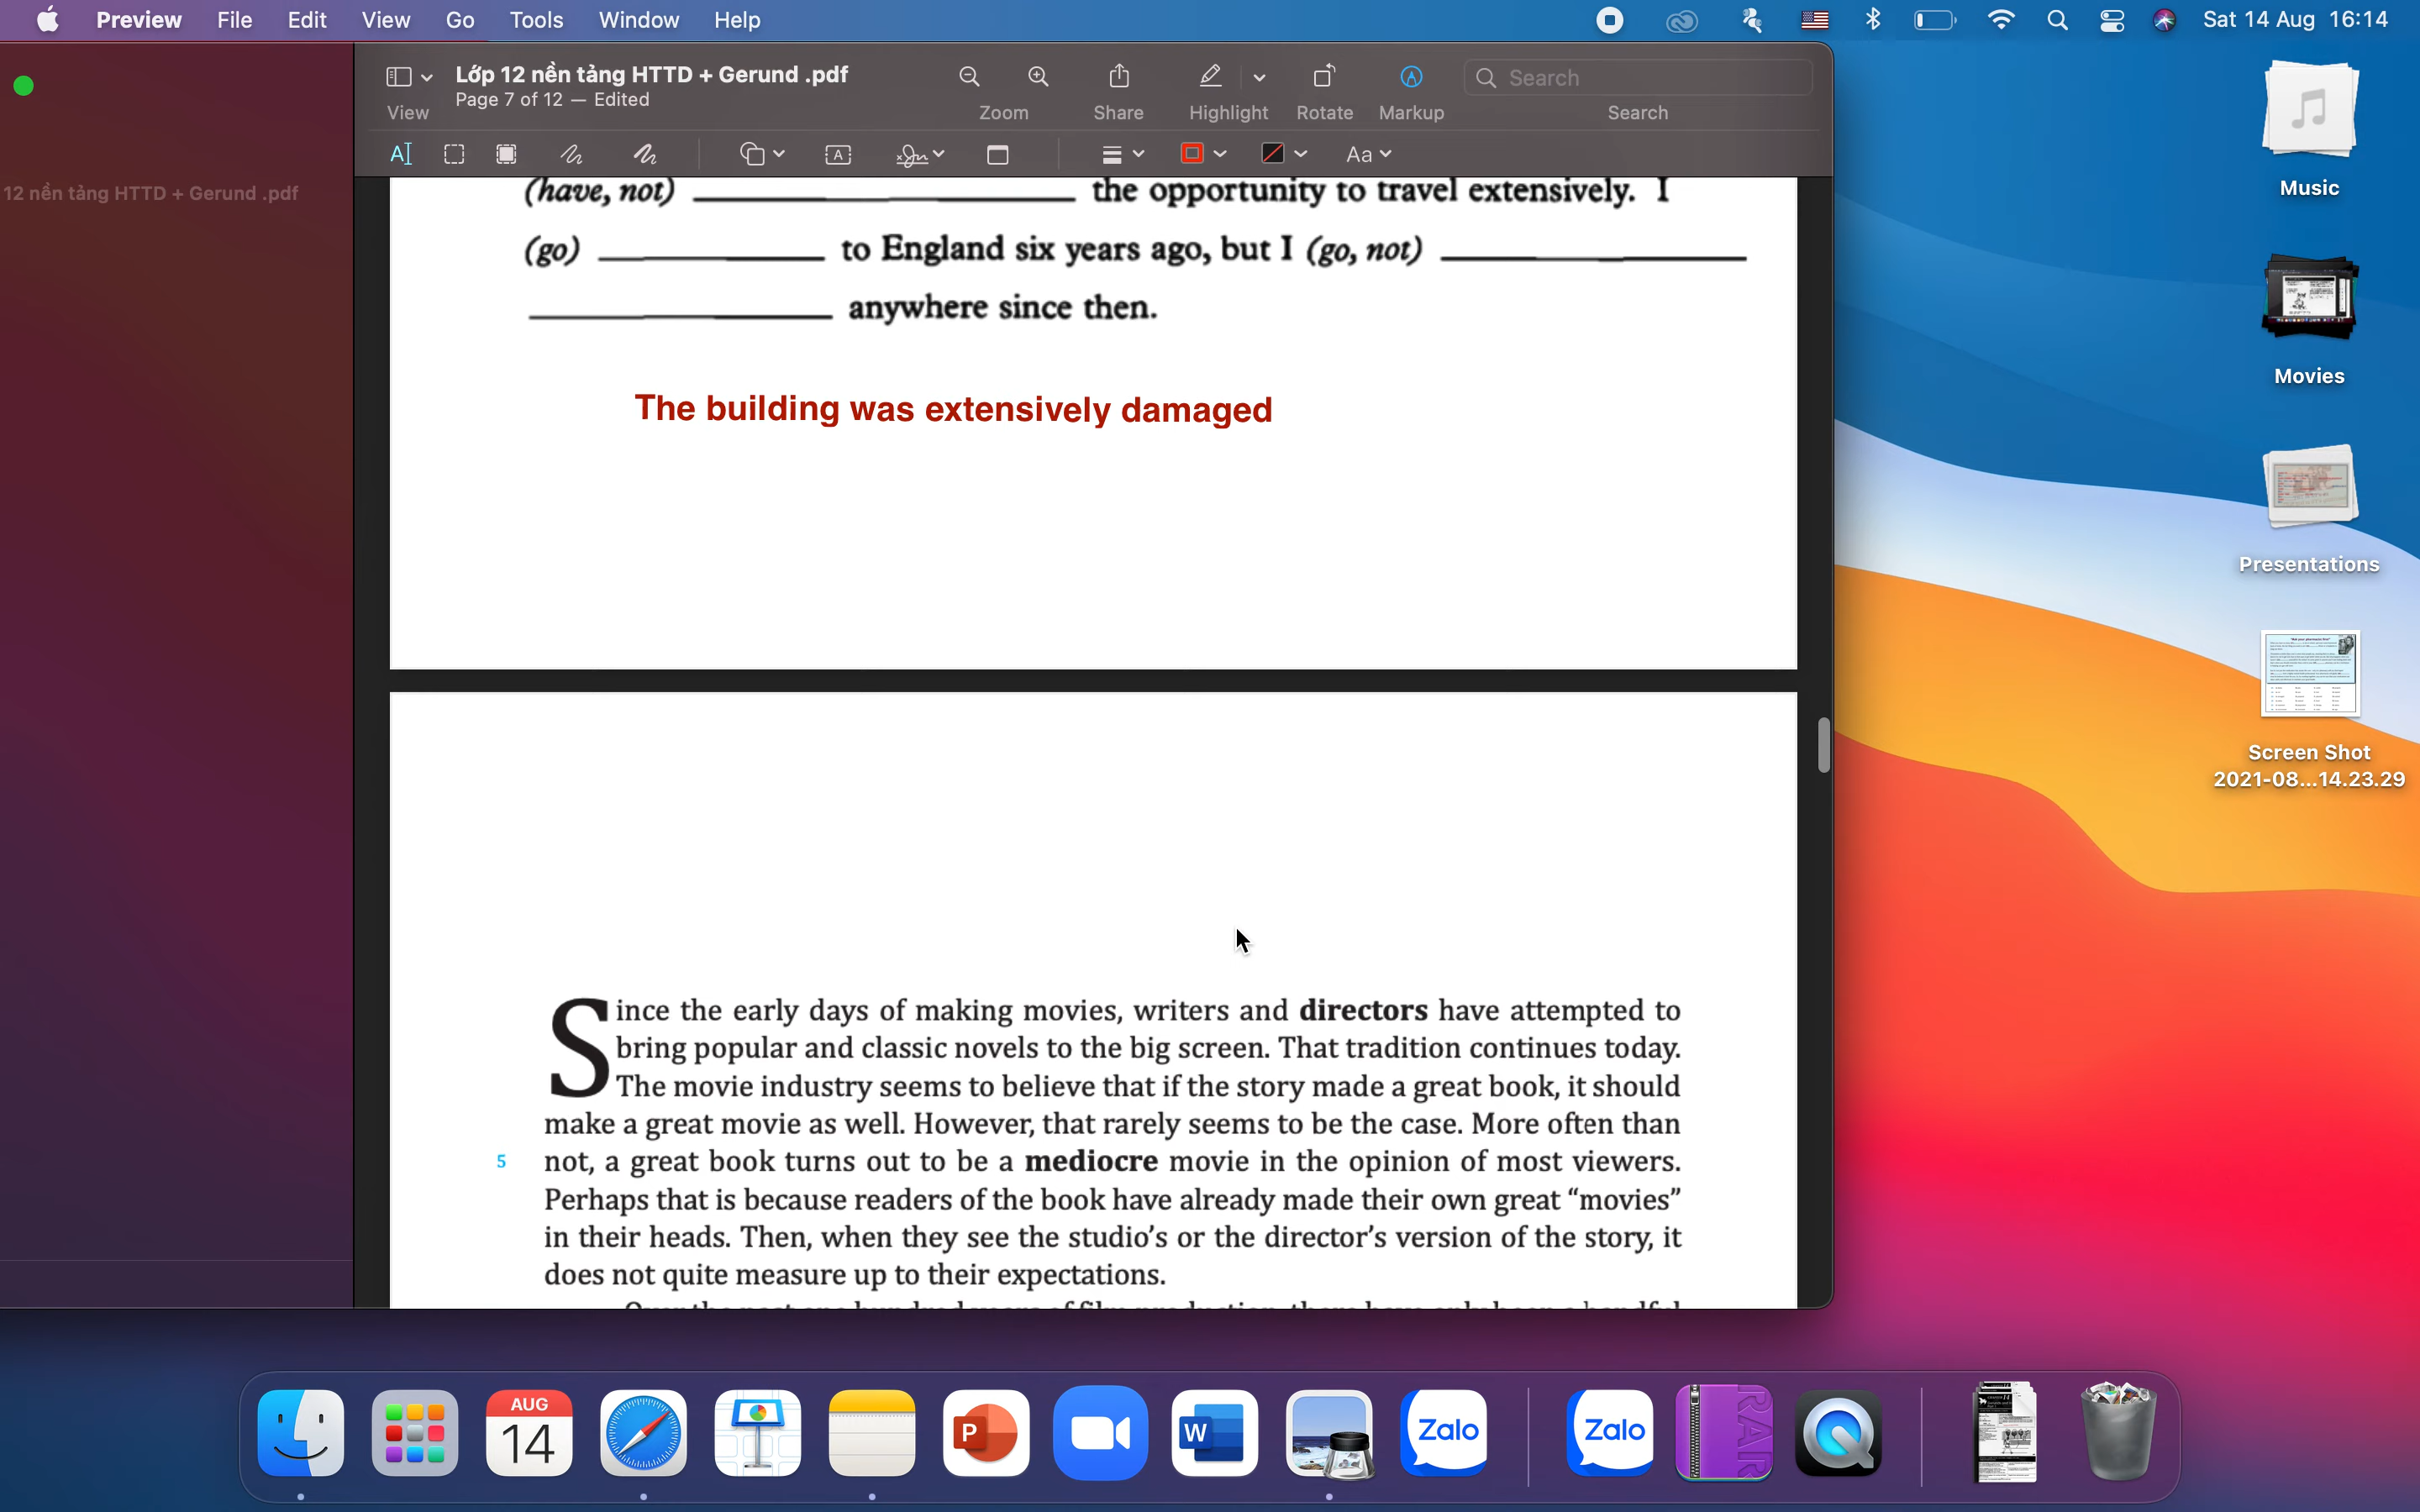 Preview File Edit View Go Tools Window Help Sat 14 Aug 16:14
Lớp 12 nền tảng HTTD + Gerund .pdf
Page 7 of 12 — Edited
View Zoom Share Highlight Rotate Markup Search
Search
A A Aa
12 nền tảng HTTD + Gerund .pdf
(have, not) the opportunity to travel extensively. I
(go) to England six years ago, but I (go, not)
anywhere since then.
The building was extensively damaged
Since the early days of making movies, writers and directors have attempted to
bring popular and classic novels to the big screen. That tradition continues today.
The movie industry seems to believe that if the story made a great book, it should
make a great movie as well. However, that rarely seems to be the case. More often than
5 not, a great book turns out to be a mediocre movie in the opinion of most viewers.
Perhaps that is because readers of the book have already made their own great “movies”
in their heads. Then, when they see the studio’s or the director’s version of the story, it
does not quite measure up to their expectations.
Music
Movies
Presentations
Screen Shot
2021-08...14.23.29
AUG
14
P
W
Zalo
Zalo
RAR